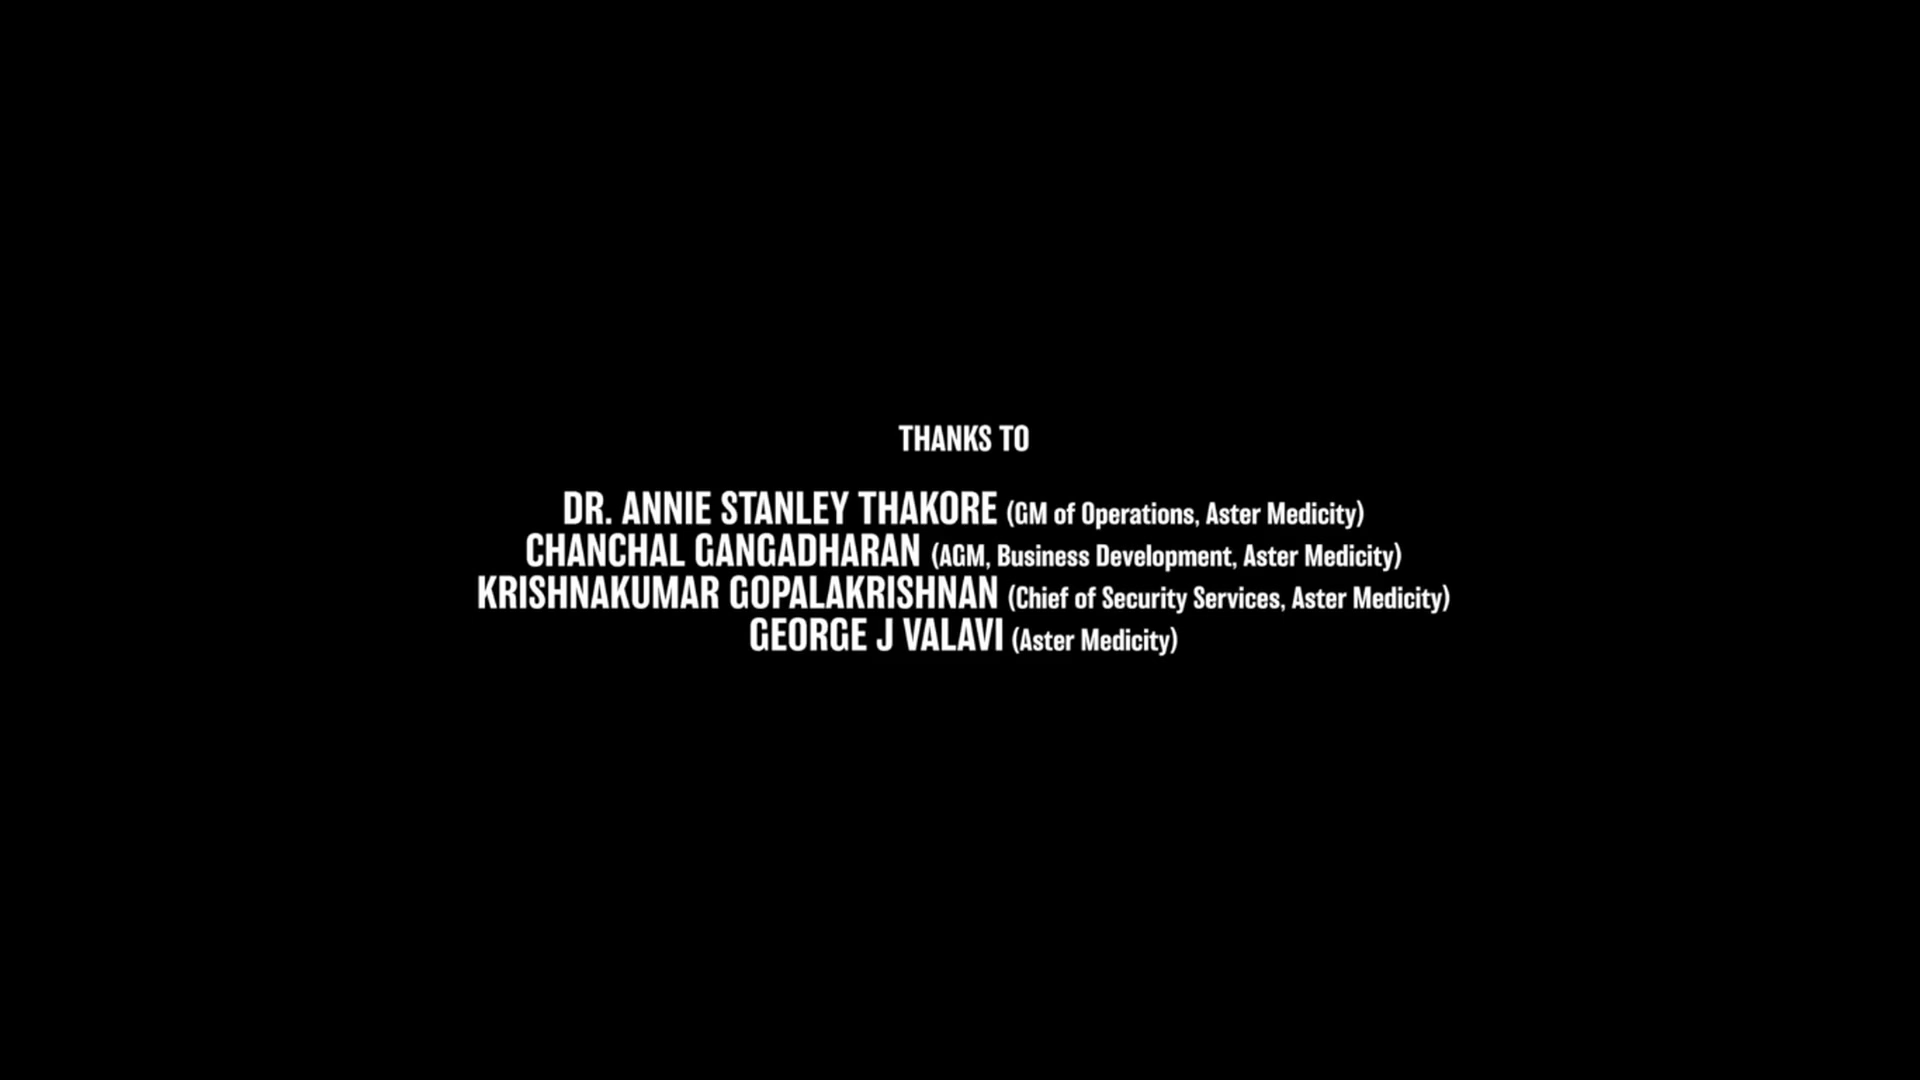 THANKS TO
DR. ANNIE STANLEY THAKORE (GM of Operations, Aster Medicity)
CHANCHAL GANGADHARAN (AGM, Business Development, Aster Medicity)
KRISHNAKUMAR GOPALAKRISHNAN (Chief of Security Services, Aster Medicity)
GEORGE J VALAVI (Aster Medicity)